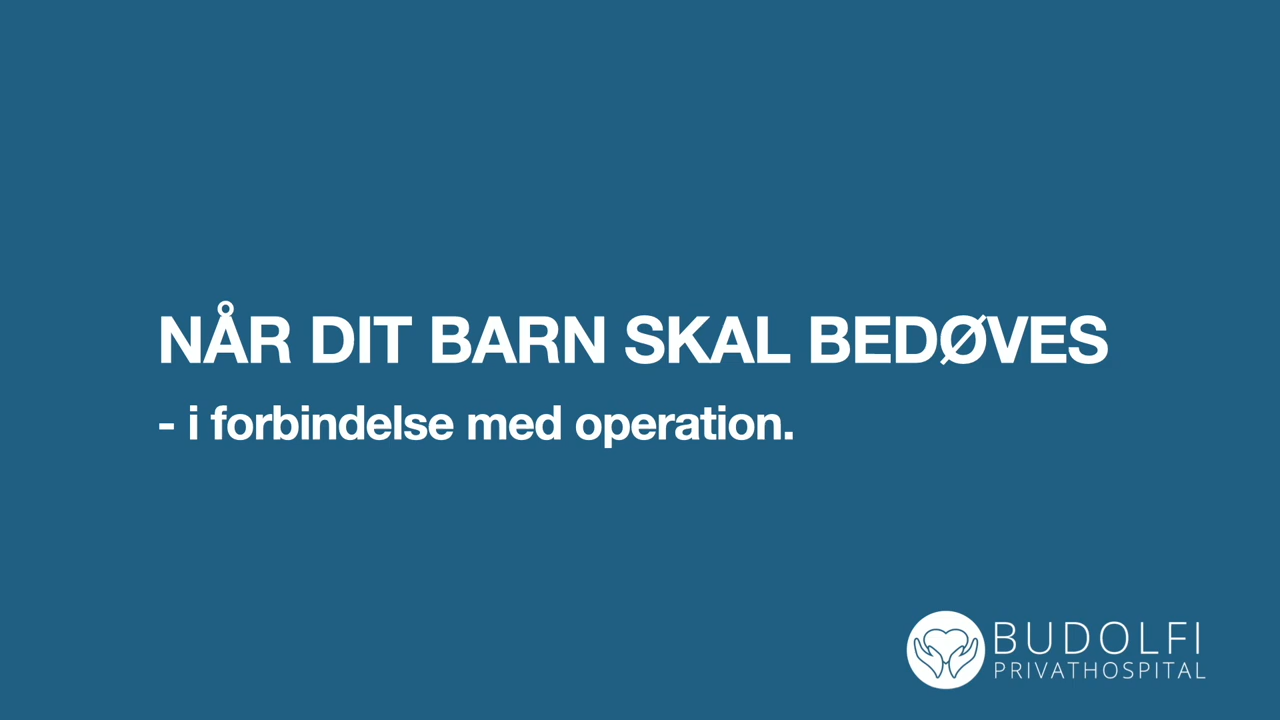 NÅR DIT BARN SKAL BEDØVES
- i forbindelse med operation.
BUDOLFI
PRIVATHOSPITAL